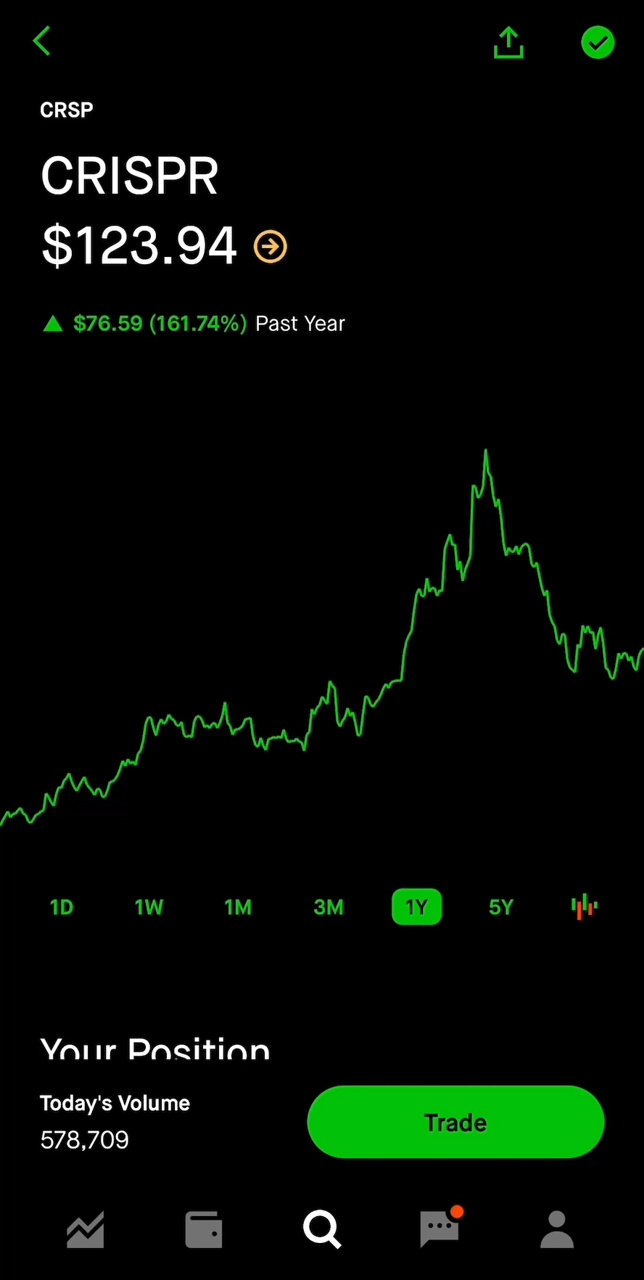 CRSP
CRISPR
$123.94
$76.59 (161.74%) Past Year
1D 1W 1M 3M 1Y 5Y
Your Position
Today's Volume
578,709
Trade